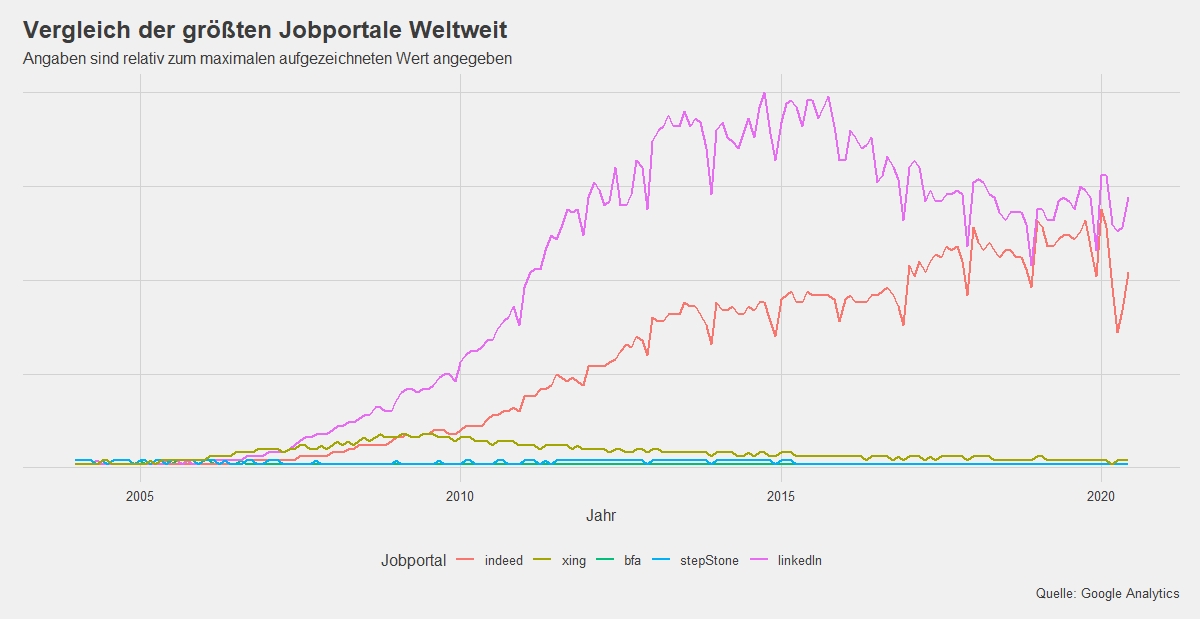 Vergleich der größten Jobportale Weltweit
Angaben sind relativ zum maximalen aufgezeichneten Wert angegeben
2005 2010 2015 2020
Jahr
Jobportal indeed xing bfa stepStone linkedIn
Quelle: Google Analytics